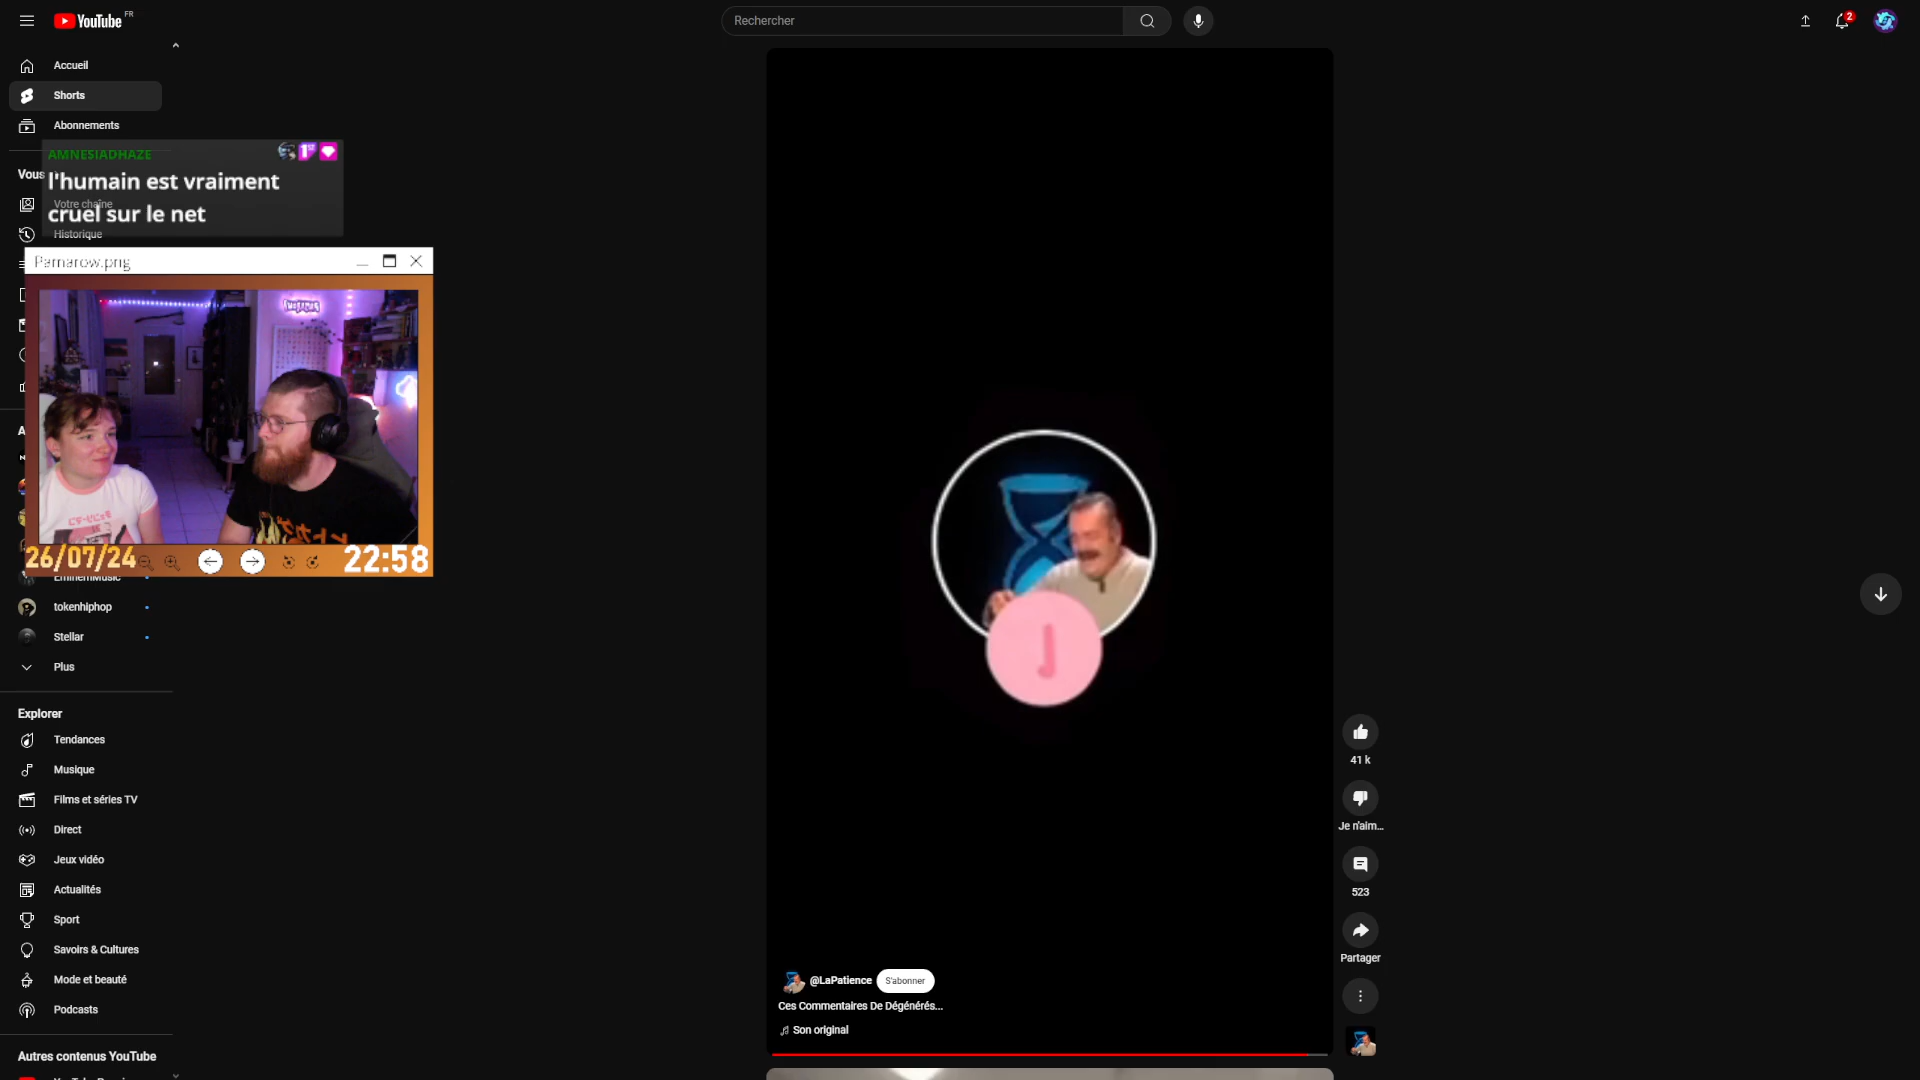 YouTube FR
Rechercher
2
Accueil
Shorts
Abonnements
AMNESIADHAZE
l'humain est vraiment
cruel sur le net
Vous
Votre chaîne
Historique
Pamarow.png
26/07/24
22:58
EminemMusic
tokenhiphop
Stellar
Plus
Explorer
Tendances
Musique
Films et séries TV
Direct
Jeux vidéo
Actualités
Sport
Savoirs & Cultures
Mode et beauté
Podcasts
Autres contenus YouTube
J
41 k
Je n'aim...
523
Partager
@LaPatience
S'abonner
Ces Commentaires De Dégénérés...
Son original